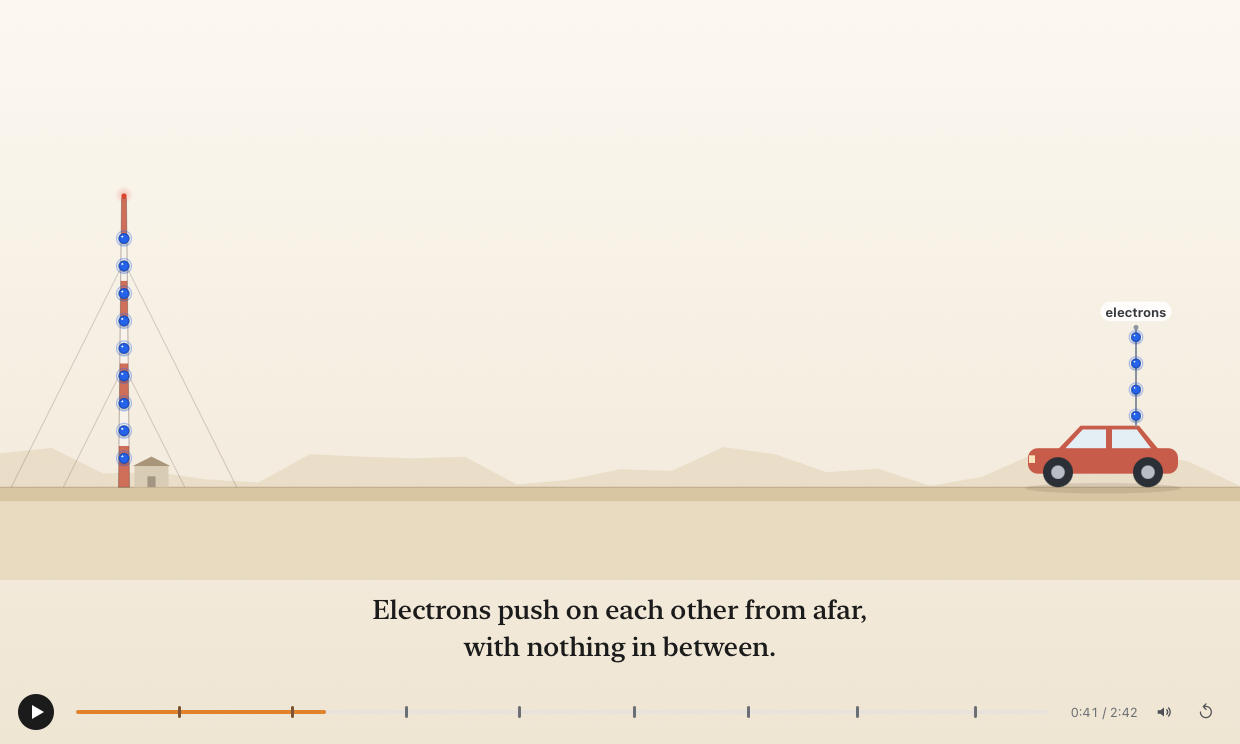 electrons
Electrons push on each other from afar,
with nothing in between.
0:41 / 2:42